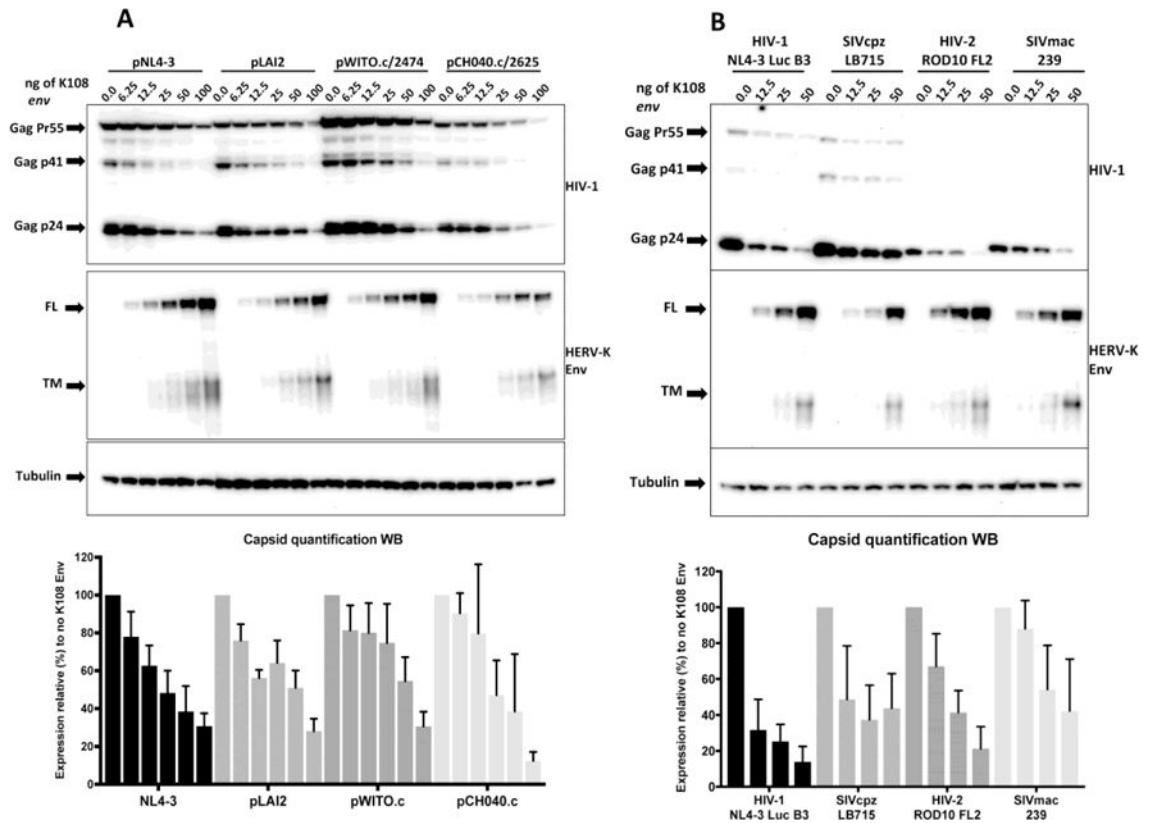 A
pNL4-3 pLAI2 pWITO.c/2474 pCH040.c/2625
ng of K108
env
0.0 6.25 12.5 25 50 100 0.0 6.25 12.5 25 50 100 0.0 6.25 12.5 25 50 100 0.0 6.25 12.5 25 50 100
Gag Pr55
Gag p41
HIV-1
Gag p24
FL
HERV-K
Env
TM
Tubulin
Capsid quantification WB
Expression relative (%) to no K108 Env
120
100
80
60
40
20
0
NL4-3 pLAI2 pWITO.c pCH040.c
B
HIV-1 SIVcpz HIV-2 SIVmac
NL4-3 Luc B3 LB715 ROD10 FL2 239
ng of K108
env
0.0 12.5 25 50 0.0 12.5 25 50 0.0 12.5 25 50 0.0 12.5 25 50
Gag Pr55
Gag p41
HIV-1
Gag p24
FL
HERV-K
Env
TM
Tubulin
Capsid quantification WB
Expression relative (%) to no K108 Env
120
100
80
60
40
20
0
HIV-1 SIVcpz HIV-2 SIVmac
NL4-3 Luc B3 LB715 ROD10 FL2 239